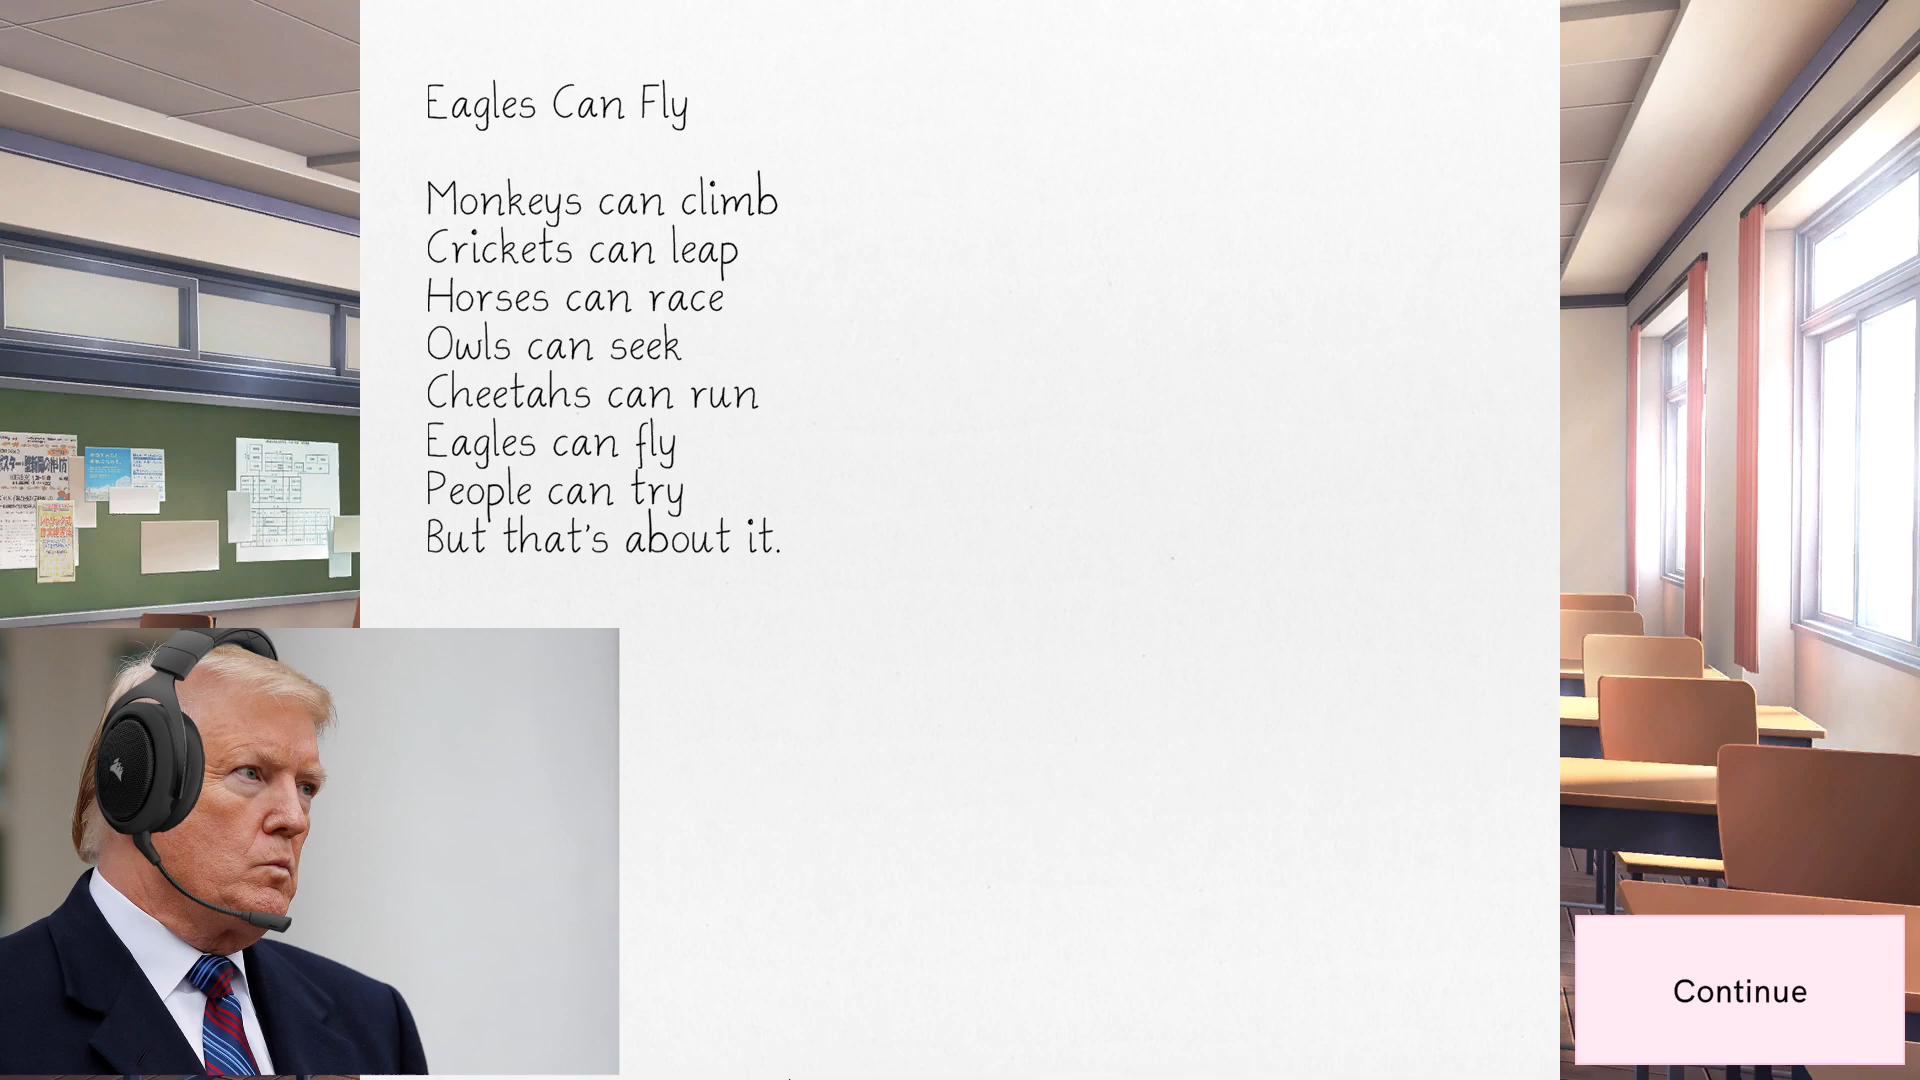 Eagles Can Fly
Monkeys can climb
Crickets can leap
Horses can race
Owls can seek
Cheetahs can run
Eagles can fly
People can try
But that's about it.
Continue